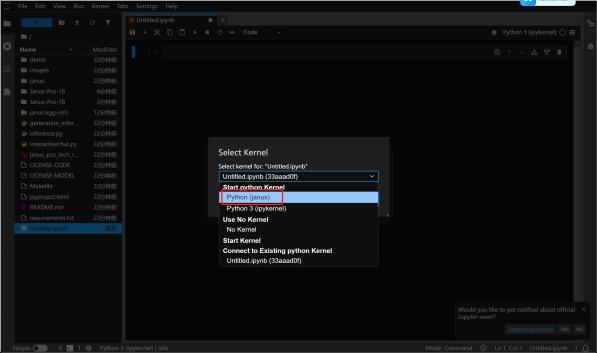 File Edit View Run Kernel Tabs Settings Help
Untitled.ipynb
Code
Python 3 (ipykernel)
/
Name
Modified
demo 22分钟前
images 22分钟前
janus 22分钟前
Janus-Pro-1B 4分钟前
Janus-Pro-7B 3分钟前
janus.egg-info 22分钟前
generation_infer... 22分钟前
inference.py 22分钟前
interactivechat.py 22分钟前
janus_pro_tech_r... 22分钟前
LICENSE-CODE 22分钟前
LICENSE-MODEL 22分钟前
Makefile 22分钟前
pyproject.toml 22分钟前
README.md 22分钟前
requirements.txt 22分钟前
Untitled.ipynb
Select Kernel
Select kernel for: "Untitled.ipynb"
Untitled.ipynb (33aaad0f)
Start python Kernel
Python (janus)
Python 3 (ipykernel)
Use No Kernel
No Kernel
Start Kernel
Connect to Existing python Kernel
Untitled.ipynb (33aaad0f)
Would you like to get notified about official
Jupyter news?
Open privacy policy Yes No
Simple 0 1 Python 3 (ipykernel) | Idle
Mode: Command Ln 1, Col 1 Untitled.ipynb 1